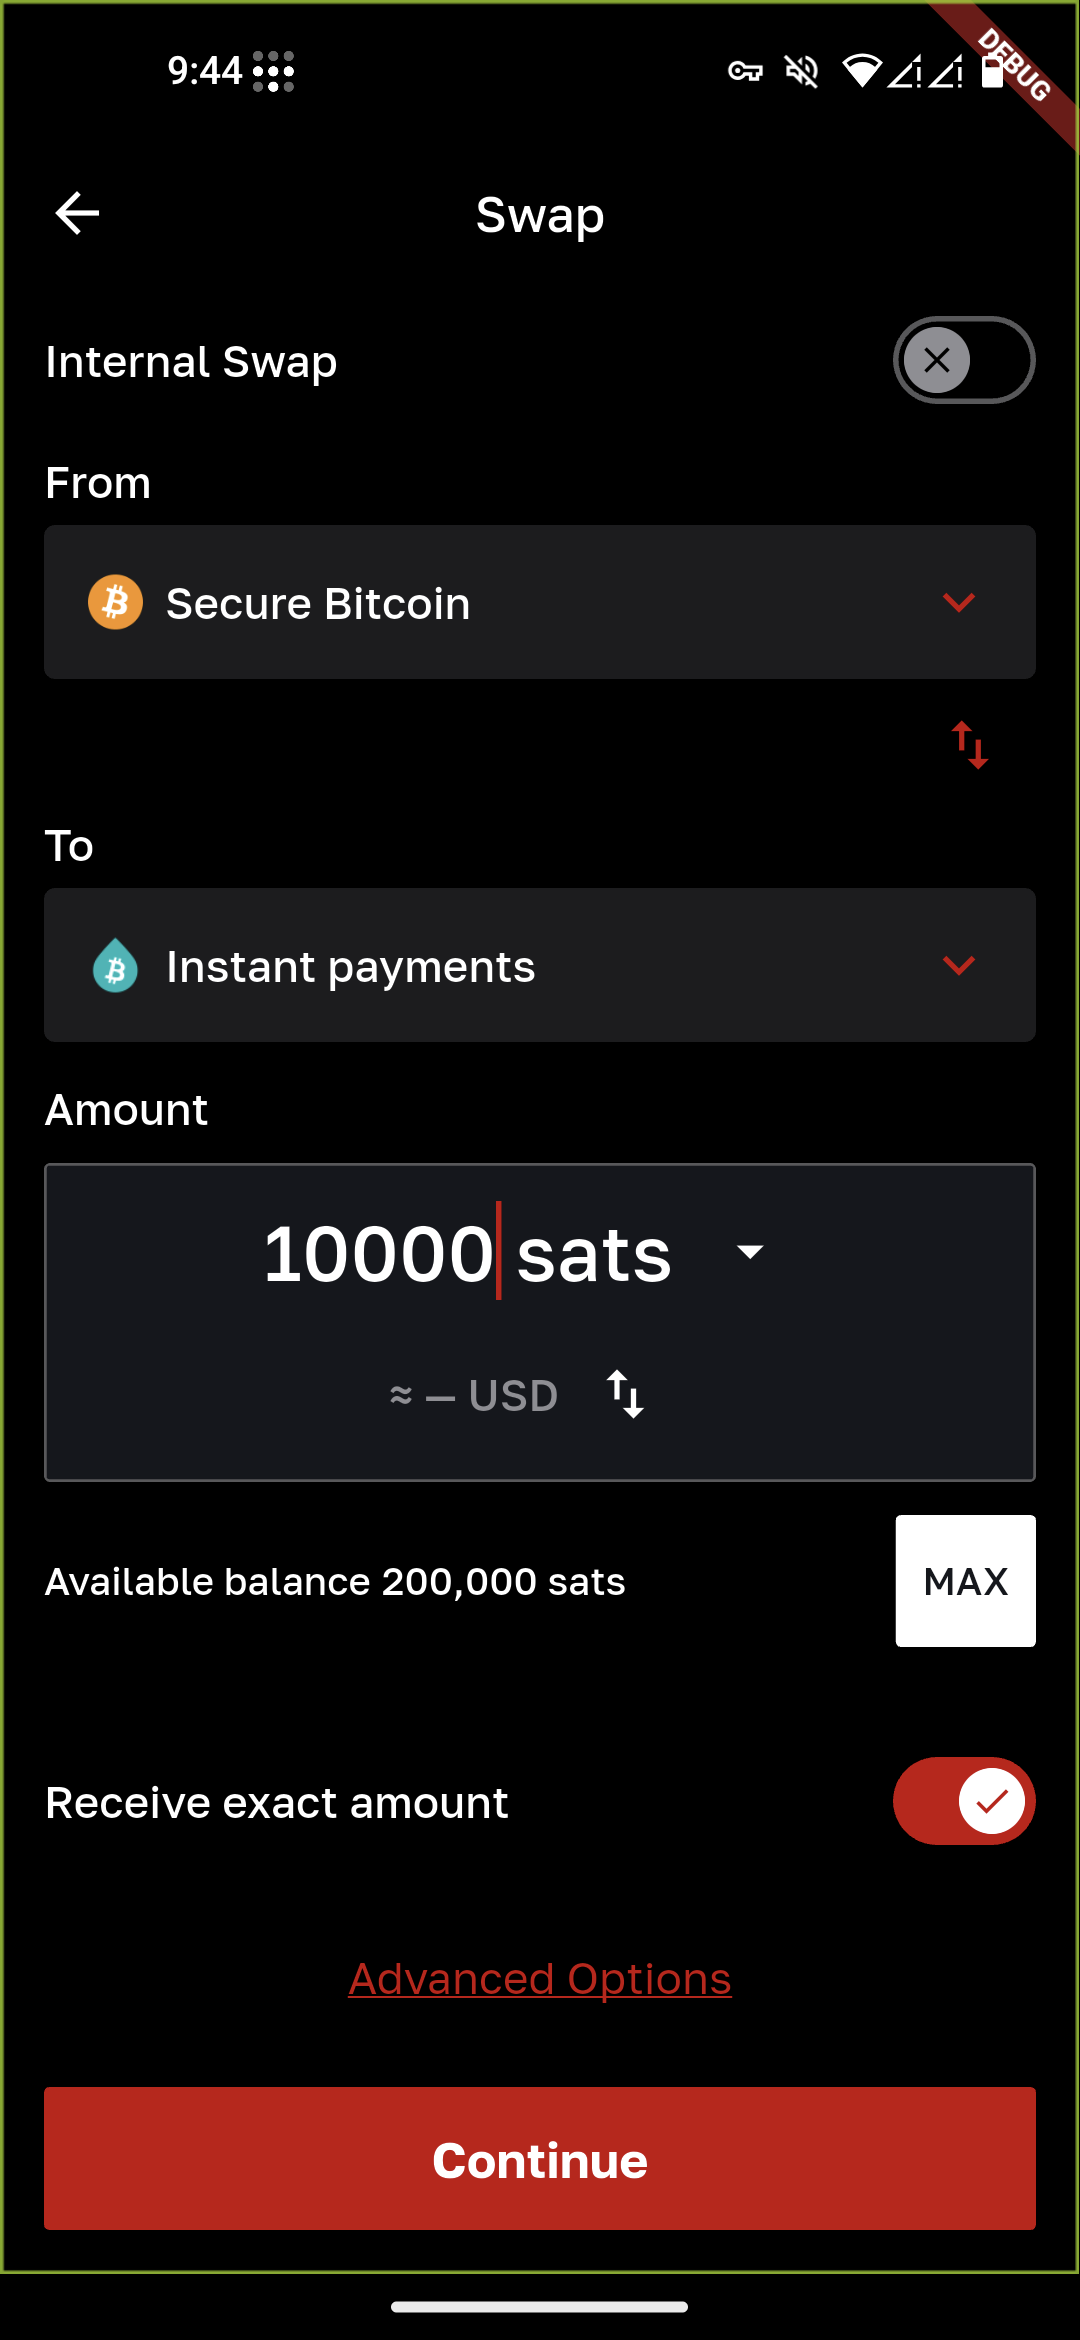 9:44
DEBUG
Swap
Internal Swap
From
Secure Bitcoin
To
Instant payments
Amount
10000 sats
≈ — USD
Available balance 200,000 sats
MAX
Receive exact amount
Advanced Options
Continue